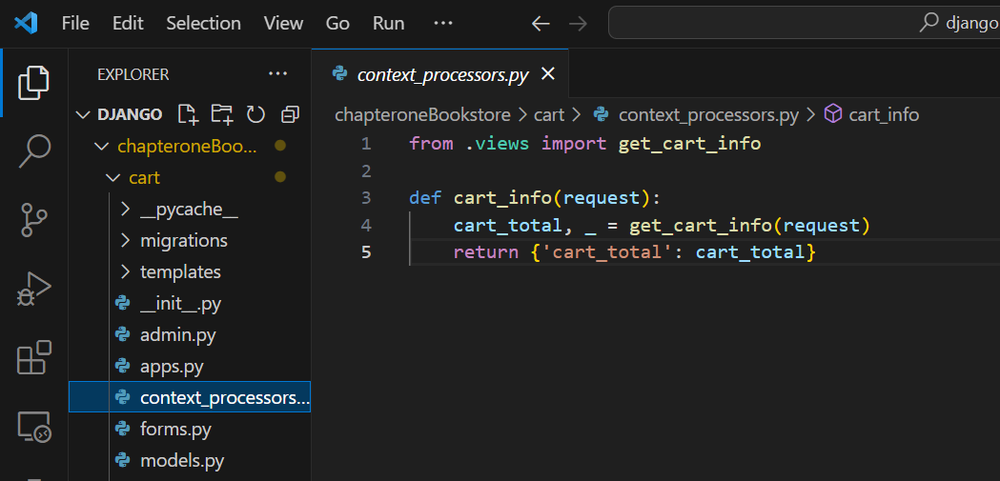 File Edit Selection View Go Run ··· django
EXPLORER ···
DJANGO
chapteroneBoo...
cart
__pycache__
migrations
templates
__init__.py
admin.py
apps.py
context_processors...
forms.py
models.py
context_processors.py
chapteroneBookstore > cart > context_processors.py > cart_info
1 from .views import get_cart_info
2
3 def cart_info(request):
4     cart_total, _ = get_cart_info(request)
5     return {'cart_total': cart_total}